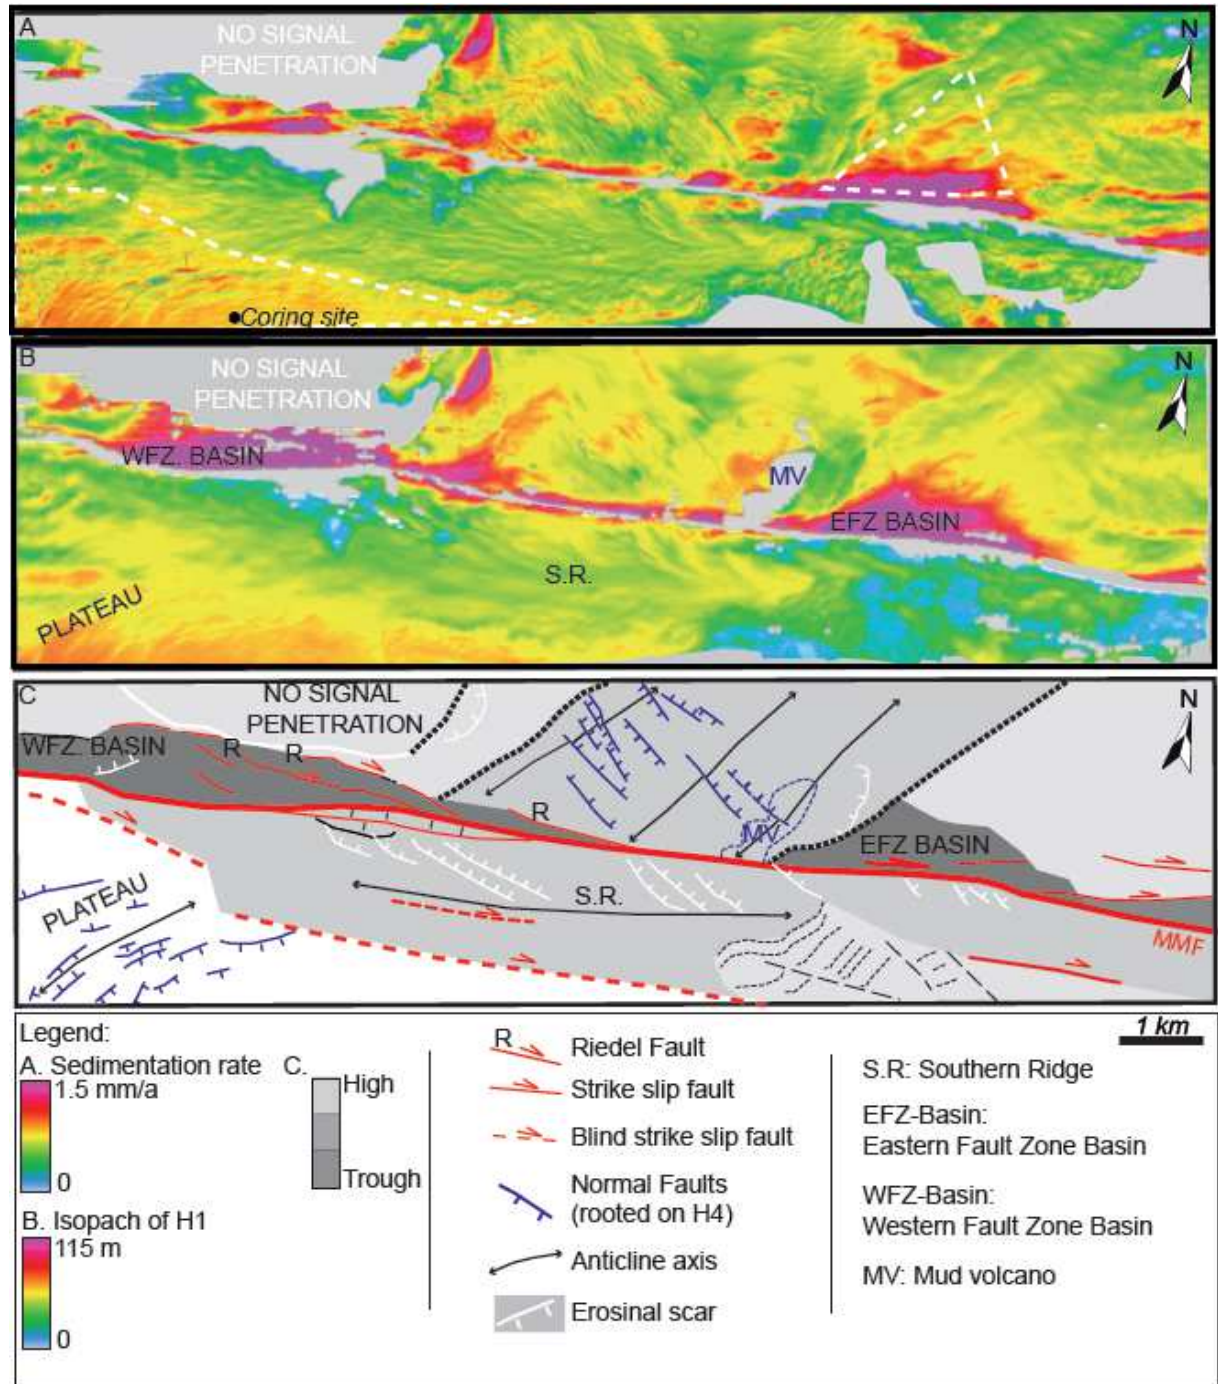 A
NO SIGNAL
PENETRATION
N
Coring site
B
NO SIGNAL
PENETRATION
N
WFZ. BASIN
MV
EFZ BASIN
S.R.
PLATEAU
C
NO SIGNAL
PENETRATION
N
WFZ. BASIN
R
R
R
MV
EFZ BASIN
PLATEAU
S.R.
MMF
Legend:
A. Sedimentation rate
1.5 mm/a
0
B. Isopach of H1
115 m
0
C.
High
Trough
R
Riedel Fault
Strike slip fault
Blind strike slip fault
Normal Faults
(rooted on H4)
Anticline axis
Erosinal scar
1 km
S.R: Southern Ridge
EFZ-Basin:
Eastern Fault Zone Basin
WFZ-Basin:
Western Fault Zone Basin
MV: Mud volcano